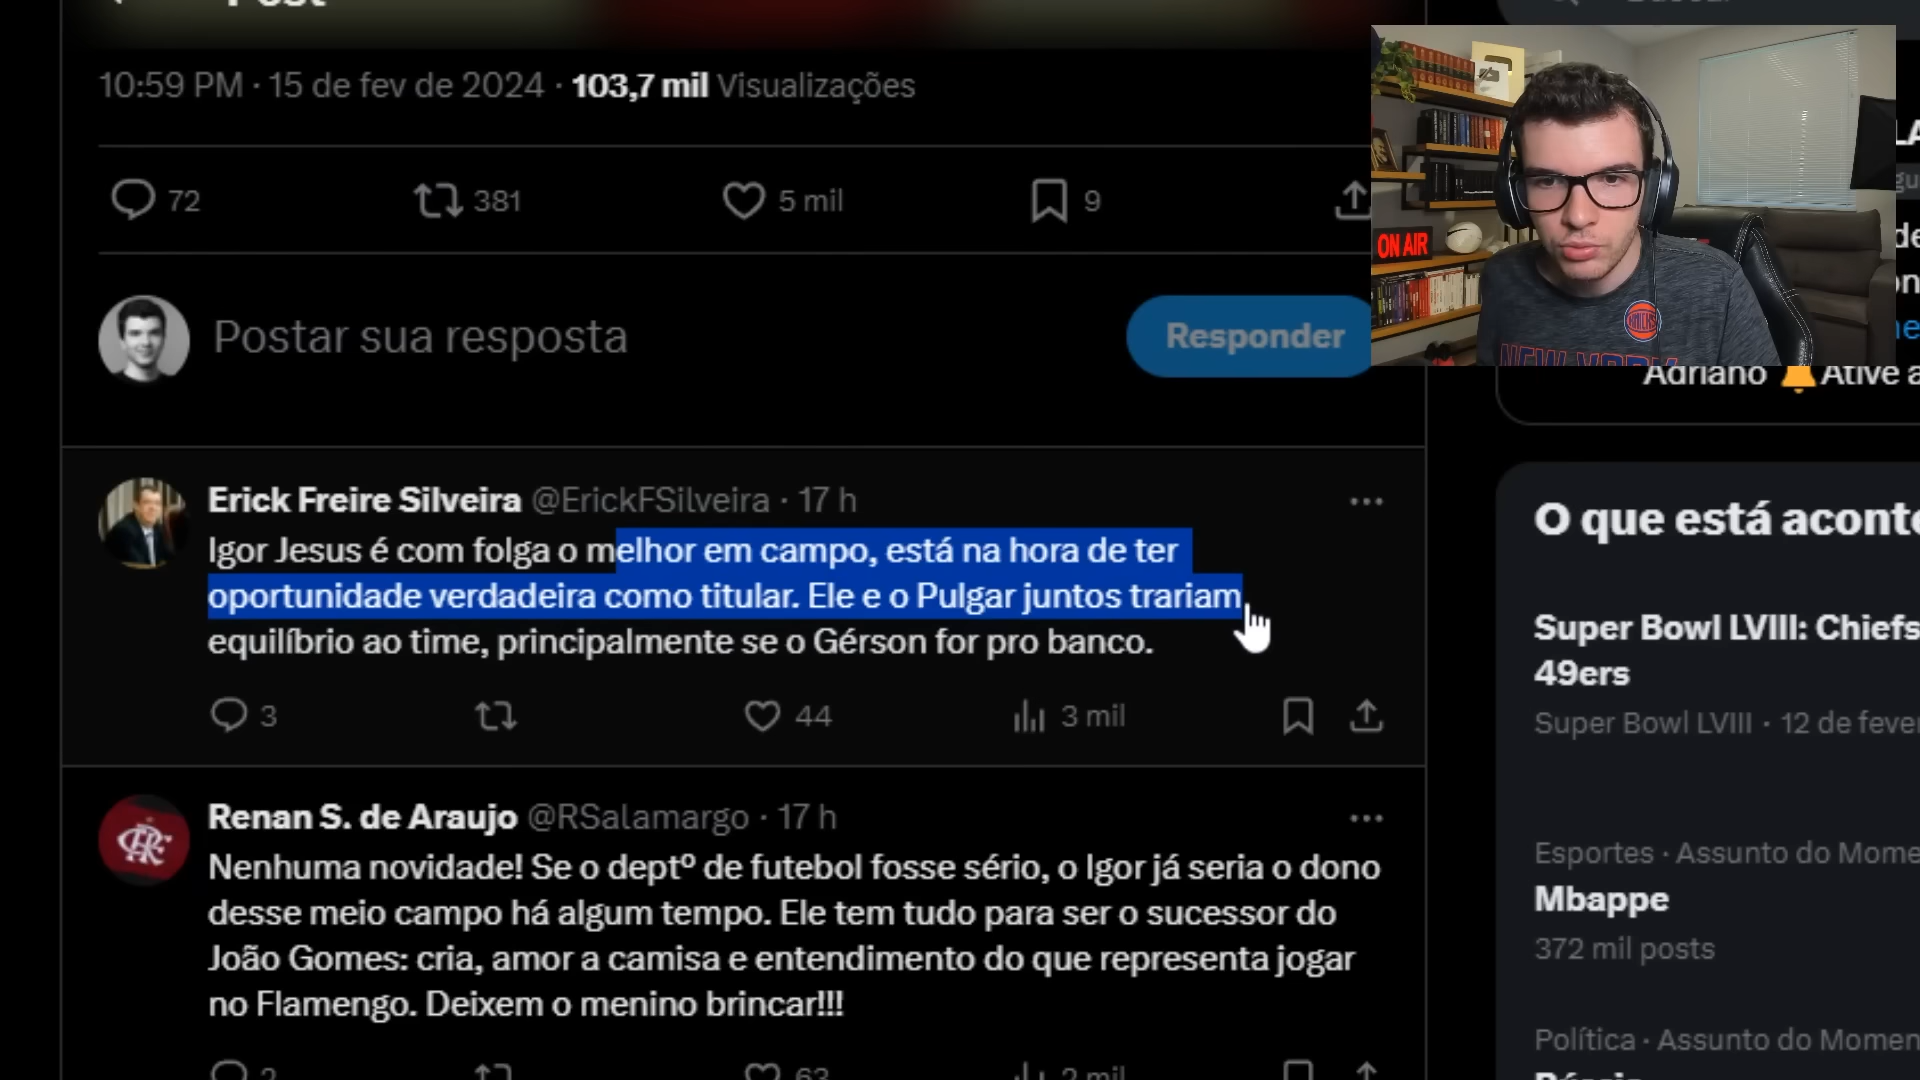 Post
10:59 PM · 15 de fev de 2024 · 103,7 mil Visualizações
72 381 5 mil 9
ON AIR
NEW YORK
Postar sua resposta
Responder
Adriano 🔔 Ative a
Erick Freire Silveira @ErickFSilveira · 17 h
Igor Jesus é com folga o melhor em campo, está na hora de ter
oportunidade verdadeira como titular. Ele e o Pulgar juntos trariam
equilíbrio ao time, principalmente se o Gérson for pro banco.
3 44 3 mil
Renan S. de Araujo @RSalamargo · 17 h
Nenhuma novidade! Se o deptº de futebol fosse sério, o Igor já seria o dono
desse meio campo há algum tempo. Ele tem tudo para ser o sucessor do
João Gomes: cria, amor a camisa e entendimento do que representa jogar
no Flamengo. Deixem o menino brincar!!!
2 63 2 mil
O que está aconte
Super Bowl LVIII: Chiefs
49ers
Super Bowl LVIII · 12 de fever
Esportes · Assunto do Mome
Mbappe
372 mil posts
Política · Assunto do Momen